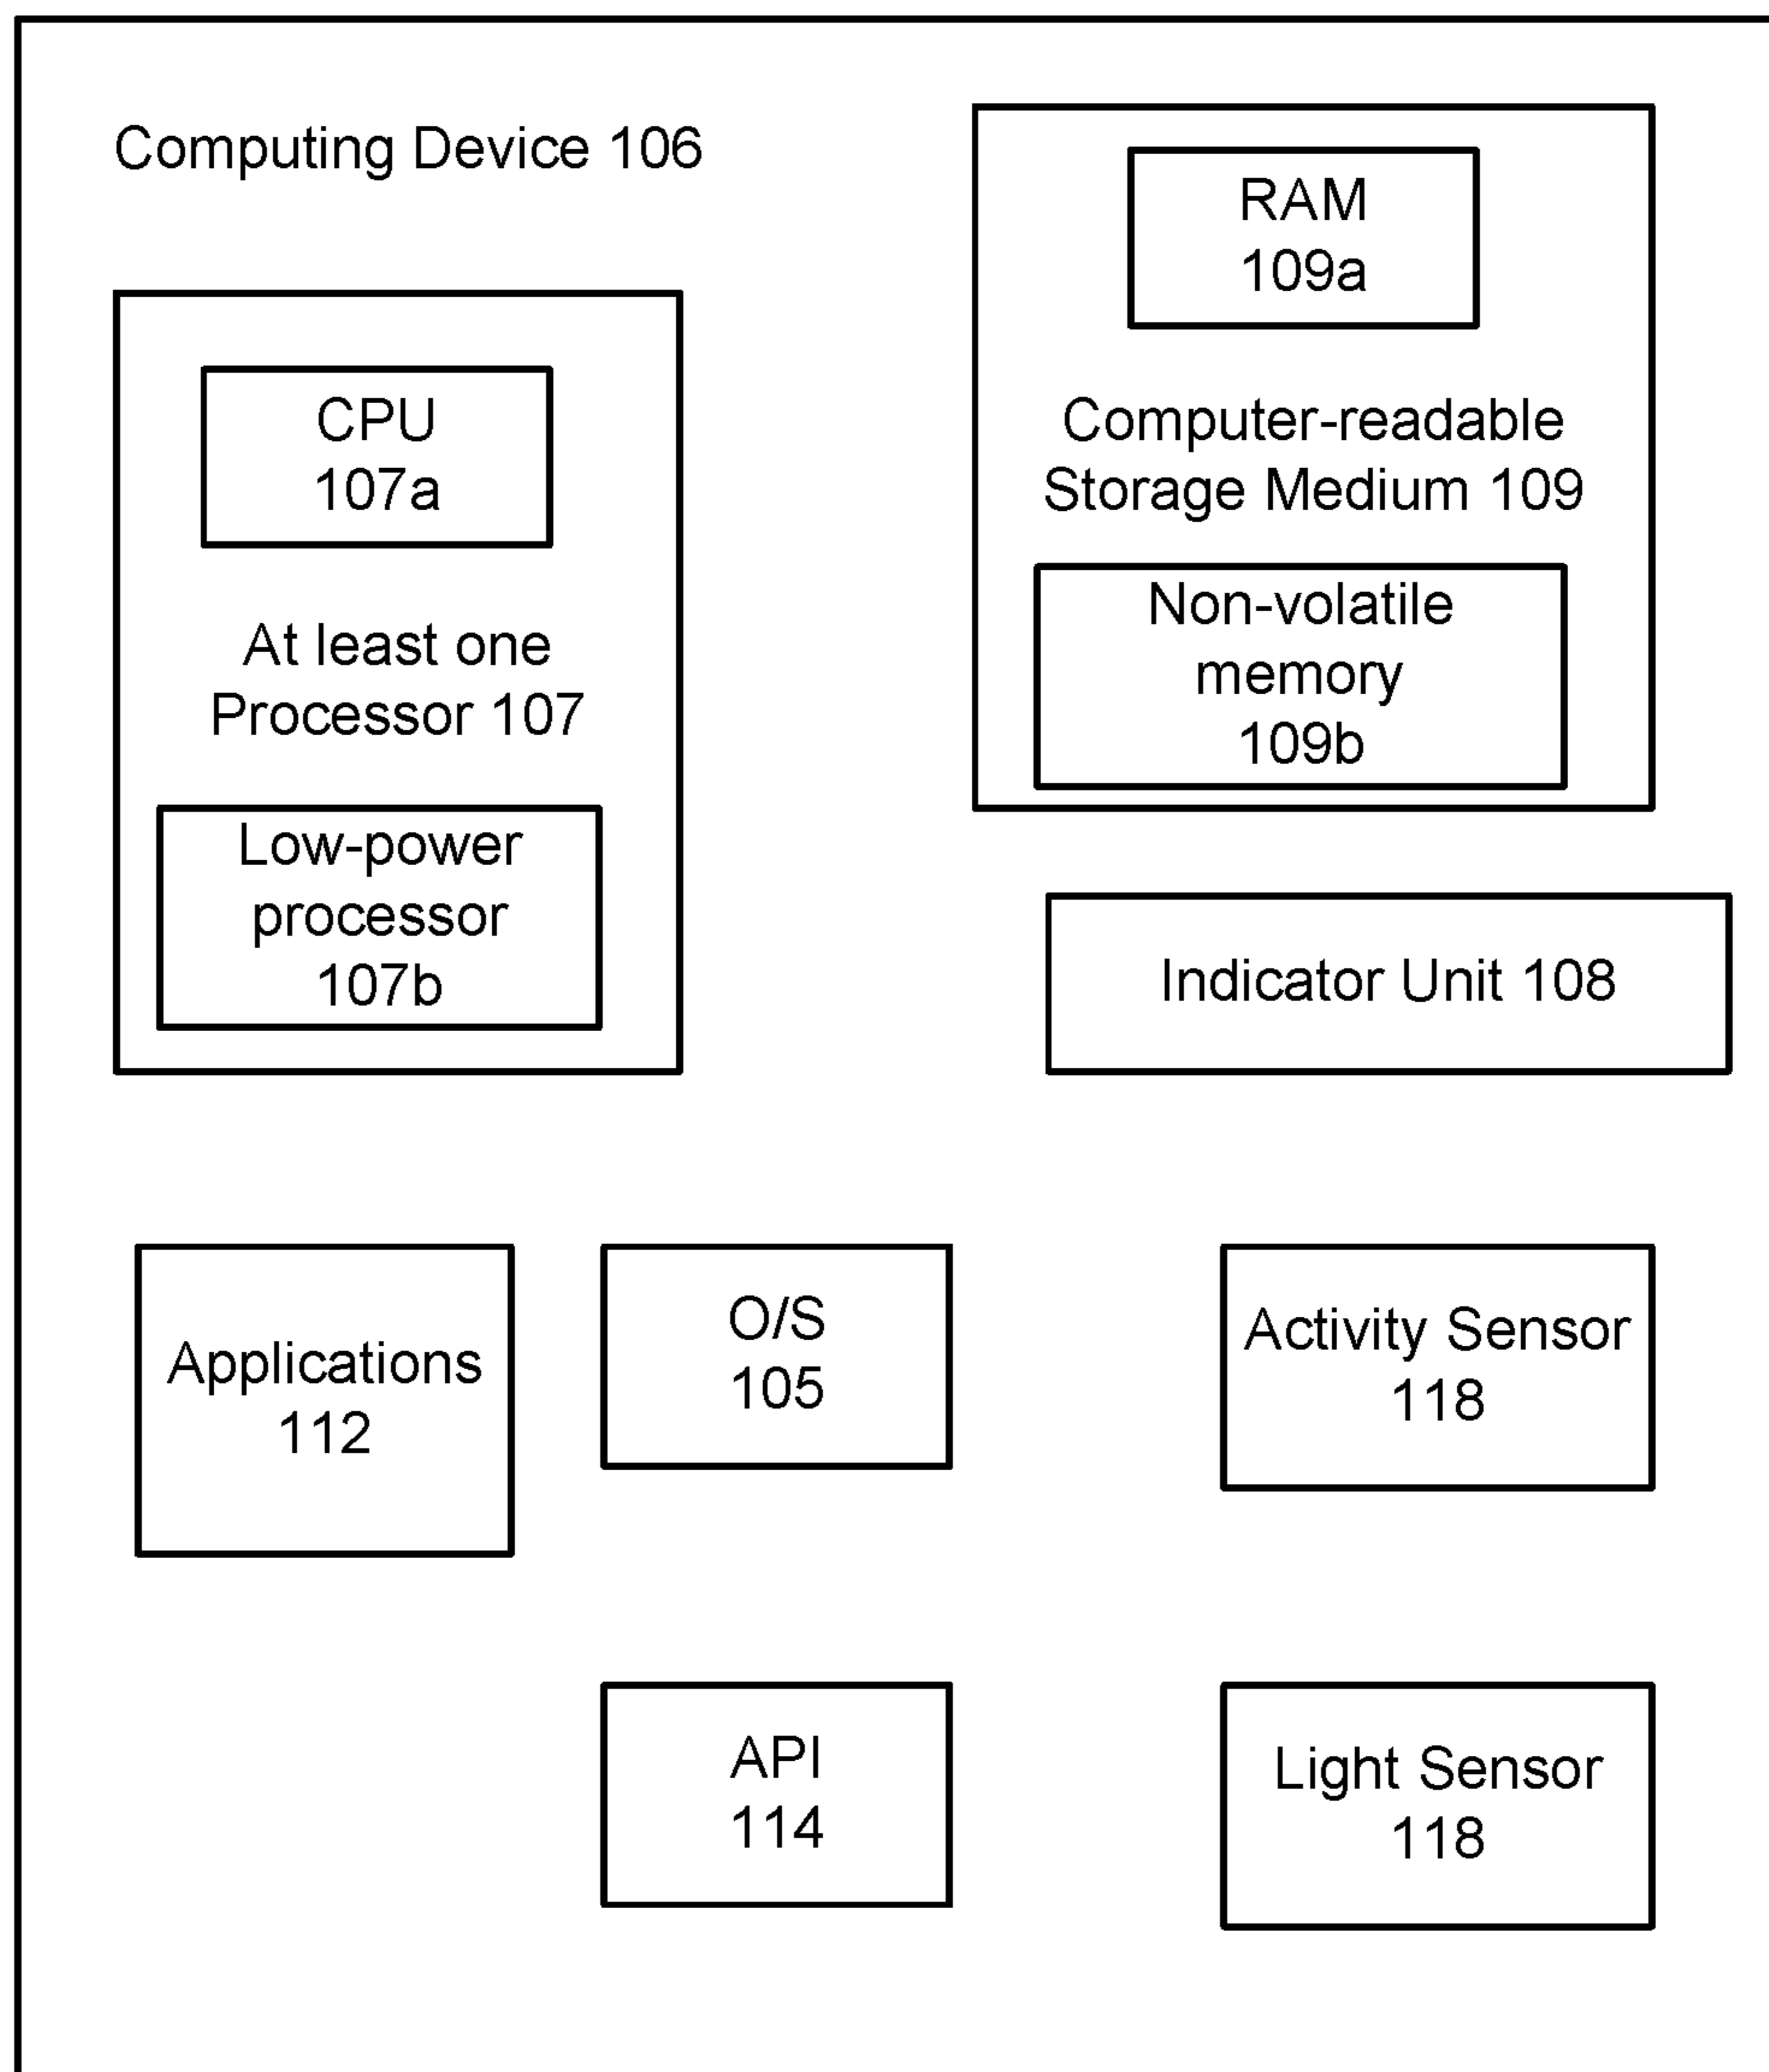 Computing Device 106
RAM
109a
Computer-readable
Storage Medium 109
Non-volatile
memory
109b
CPU
107a
At least one
Processor 107
Low-power
processor
107b
Indicator Unit 108
Applications
112
O/S
105
Activity Sensor
118
API
114
Light Sensor
118